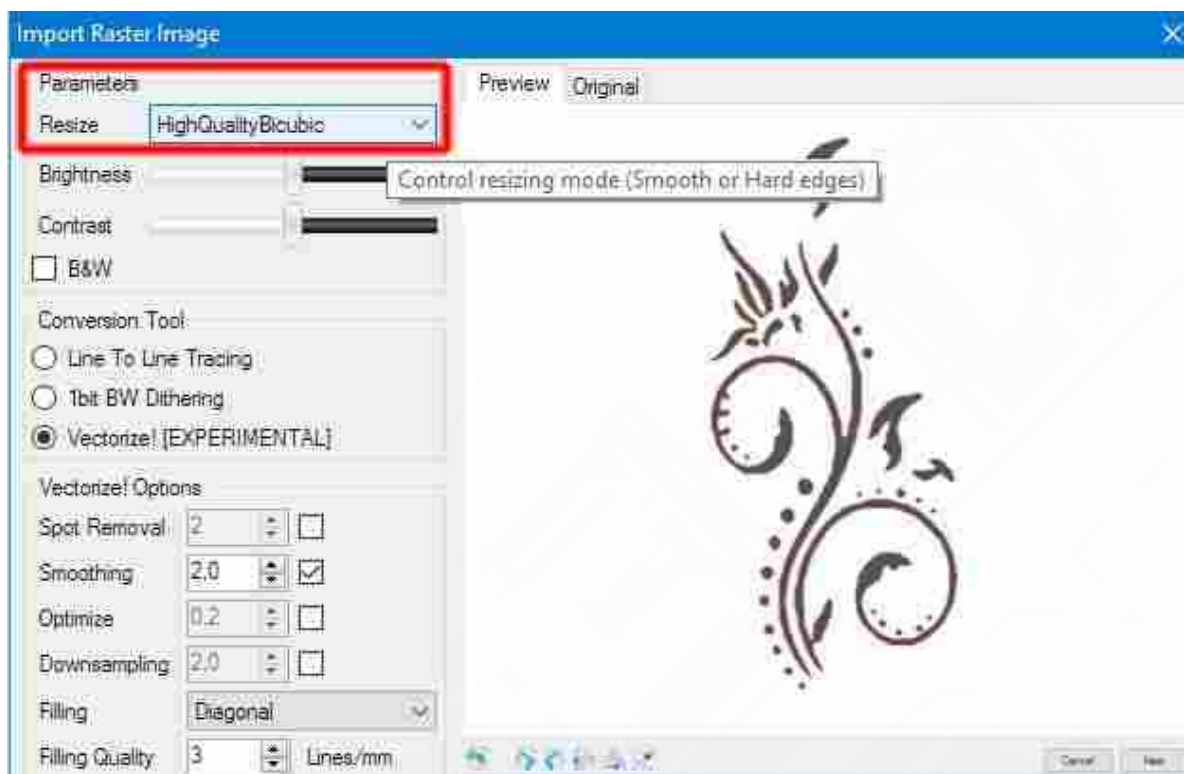 Import Raster Image
Parameters
Resize HighQualityBicubic
Preview Original
Brightness
Control resizing mode (Smooth or Hard edges)
Contrast
B&W
Conversion Tool
Line To Line Tracing
1bit BW Dithering
Vectorize! [EXPERIMENTAL]
Vectorize! Options
Spot Removal 2
Smoothing 2,0
Optimize 0,2
Downsampling 2,0
Filling Diagonal
Filling Quality 3 Lines/mm
Cancel Next